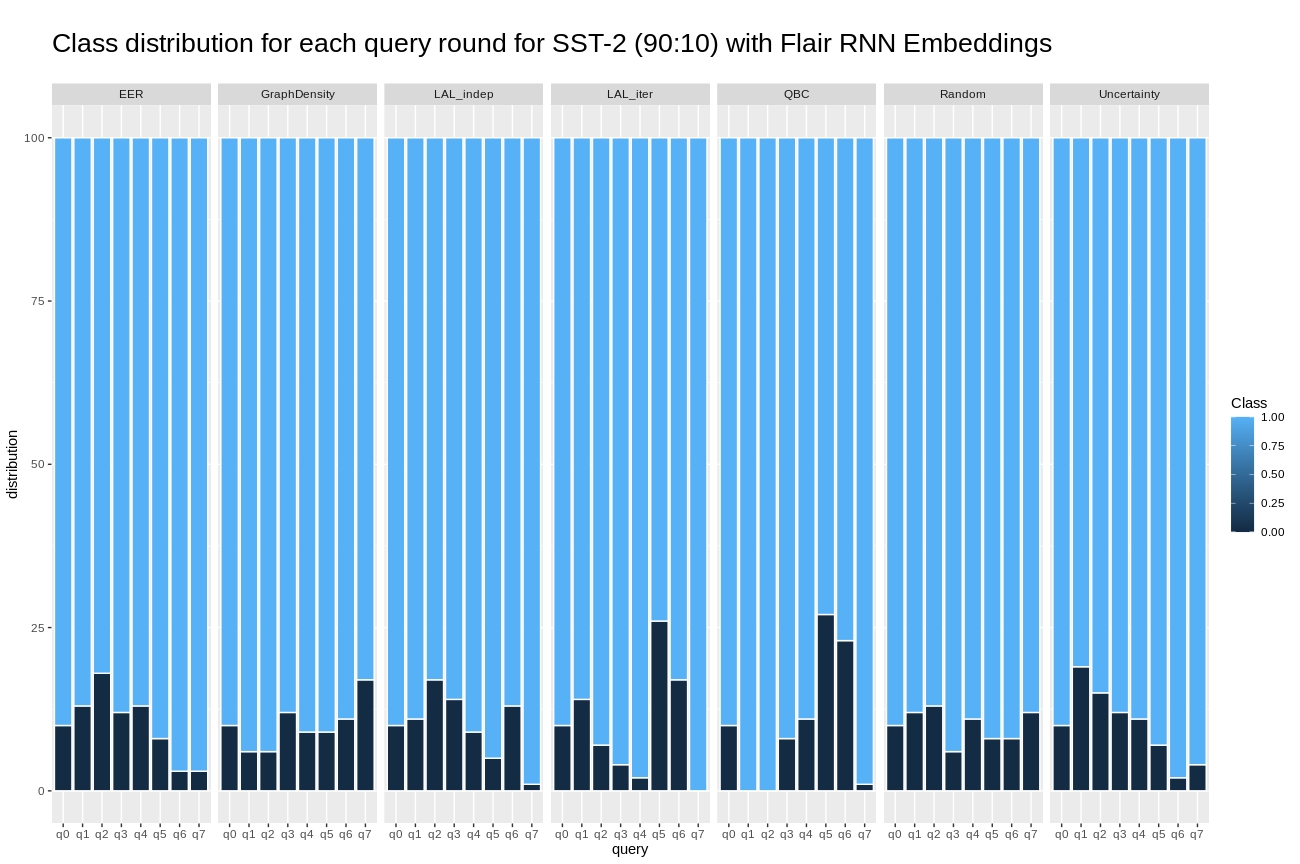 Class distribution for each query round for SST-2 (90:10) with Flair RNN Embeddings
EER GraphDensity LAL_indep LAL_iter QBC Random Uncertainty
100
75
50
25
0
distribution
q0 q1 q2 q3 q4 q5 q6 q7 q0 q1 q2 q3 q4 q5 q6 q7 q0 q1 q2 q3 q4 q5 q6 q7 q0 q1 q2 q3 q4 q5 q6 q7 q0 q1 q2 q3 q4 q5 q6 q7 q0 q1 q2 q3 q4 q5 q6 q7 q0 q1 q2 q3 q4 q5 q6 q7
query
Class
1.00
0.75
0.50
0.25
0.00